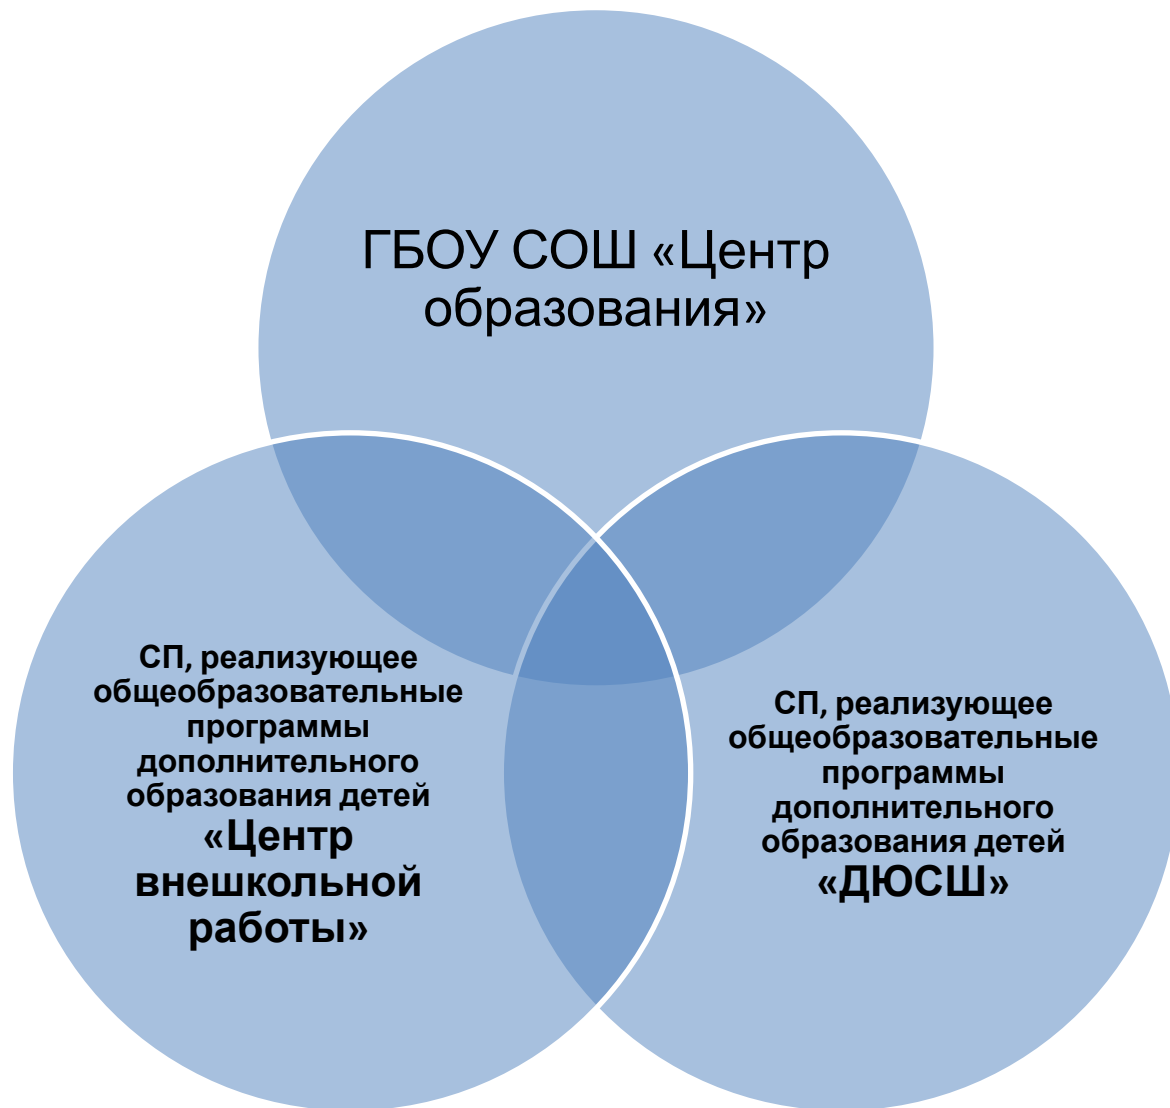 ГБОУ СОШ «Центр
образования»
СП, реализующее
общеобразовательные
программы
дополнительного
образования детей
«Центр
внешкольной
работы»
СП, реализующее
общеобразовательные
программы
дополнительного
образования детей
«ДЮСШ»